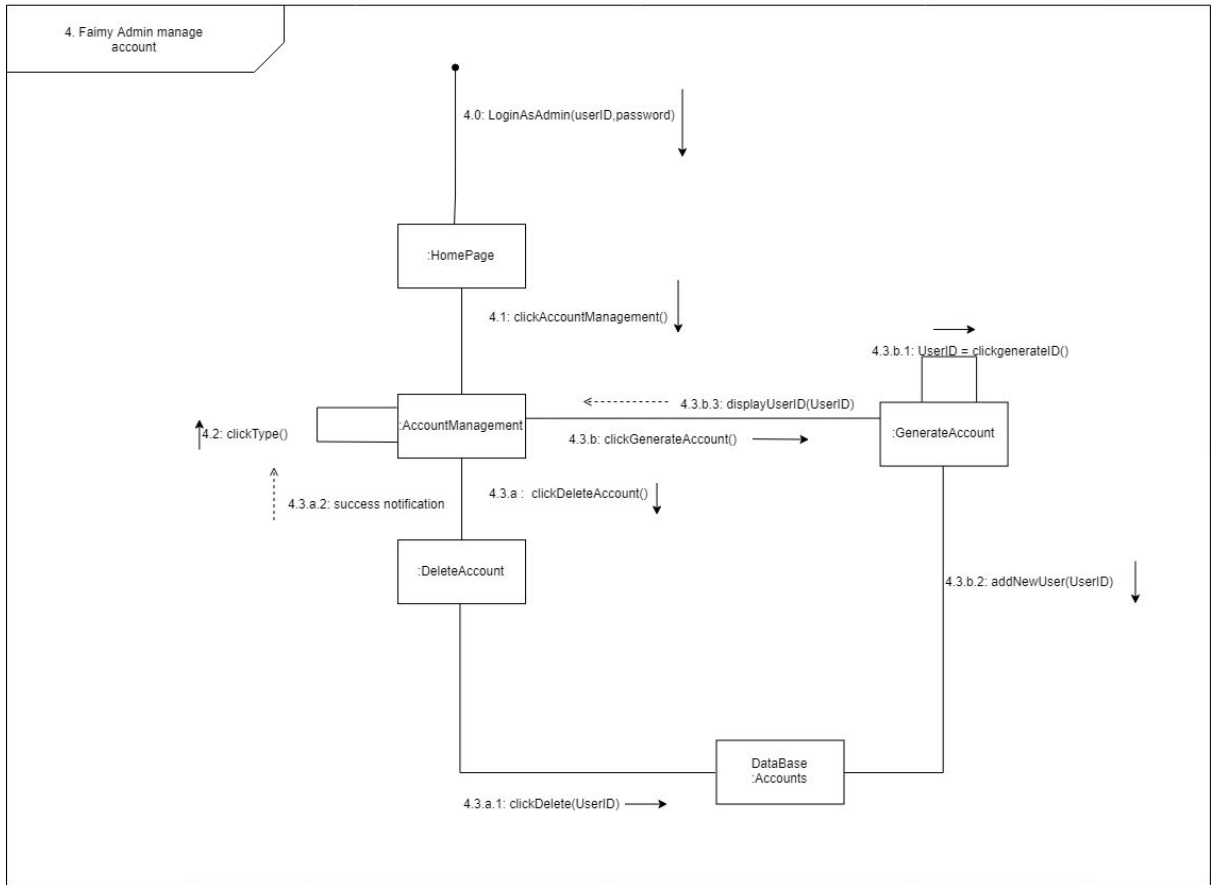 4. Faimy Admin manage
account
4.0: LoginAsAdmin(userID,password)
:HomePage
4.1: clickAccountManagement()
4.3.b.1: UserID = clickgenerateID()
4.3.b.3: displayUserID(UserID)
:AccountManagement
:GenerateAccount
4.2: clickType()
4.3.b: clickGenerateAccount()
4.3.a : clickDeleteAccount()
4.3.a.2: success notification
:DeleteAccount
4.3.b.2: addNewUser(UserID)
DataBase
:Accounts
4.3.a.1: clickDelete(UserID)